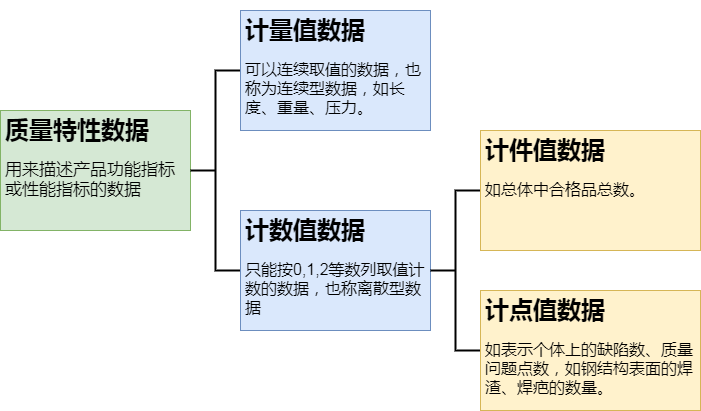 质量特性数据
用来描述产品功能指标
或性能指标的数据
计量值数据
可以连续取值的数据，也
称为连续型数据，如长
度、重量、压力。
计数值数据
只能按0,1,2等数列取值计
数的数据，也称离散型数
据
计件值数据
如总体中合格品总数。
计点值数据
如表示个体上的缺陷数、质量
问题点数，如钢结构表面的焊
渣、焊疤的数量。